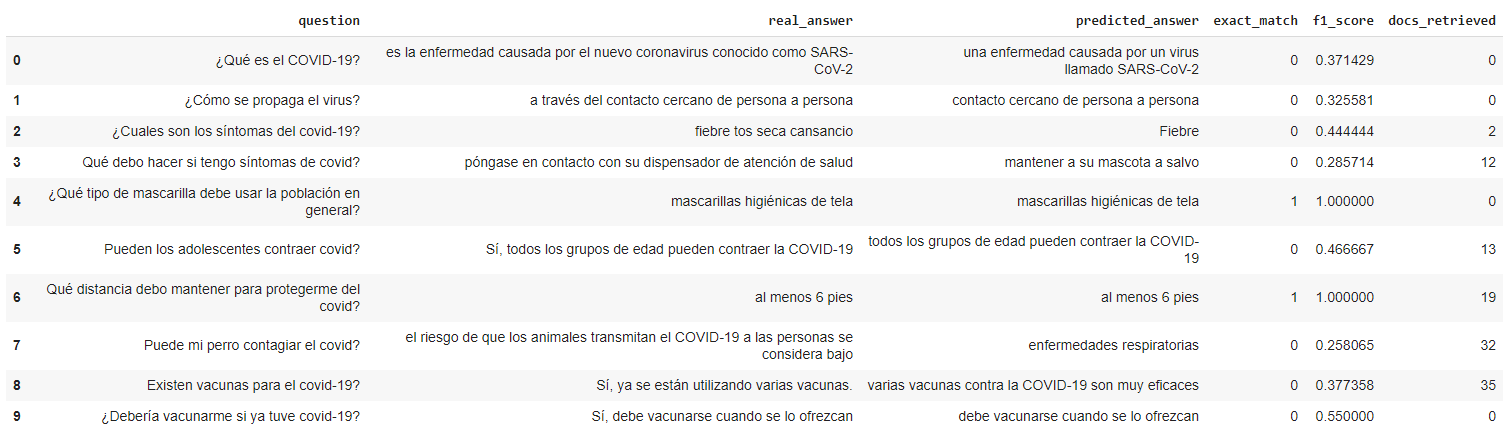 question real_answer predicted_answer exact_match f1_score docs_retrieved
0 ¿Qué es el COVID-19? es la enfermedad causada por el nuevo coronavirus conocido como SARS-
CoV-2 una enfermedad causada por un virus
llamado SARS-CoV-2 0 0.371429 0
1 ¿Cómo se propaga el virus? a través del contacto cercano de persona a persona contacto cercano de persona a persona 0 0.325581 0
2 ¿Cuales son los síntomas del covid-19? fiebre tos seca cansancio Fiebre 0 0.444444 2
3 Qué debo hacer si tengo síntomas de covid? póngase en contacto con su dispensador de atención de salud mantener a su mascota a salvo 0 0.285714 12
4 ¿Qué tipo de mascarilla debe usar la población en
general? mascarillas higiénicas de tela mascarillas higiénicas de tela 1 1.000000 0
5 Pueden los adolescentes contraer covid? Sí, todos los grupos de edad pueden contraer la COVID-19 todos los grupos de edad pueden contraer la COVID-
19 0 0.466667 13
6 Qué distancia debo mantener para protegerme del
covid? al menos 6 pies al menos 6 pies 1 1.000000 19
7 Puede mi perro contagiar el covid? el riesgo de que los animales transmitan el COVID-19 a las personas se
considera bajo enfermedades respiratorias 0 0.258065 32
8 Existen vacunas para el covid-19? Sí, ya se están utilizando varias vacunas. varias vacunas contra la COVID-19 son muy eficaces 0 0.377358 35
9 ¿Debería vacunarme si ya tuve covid-19? Sí, debe vacunarse cuando se lo ofrezcan debe vacunarse cuando se lo ofrezcan 0 0.550000 0